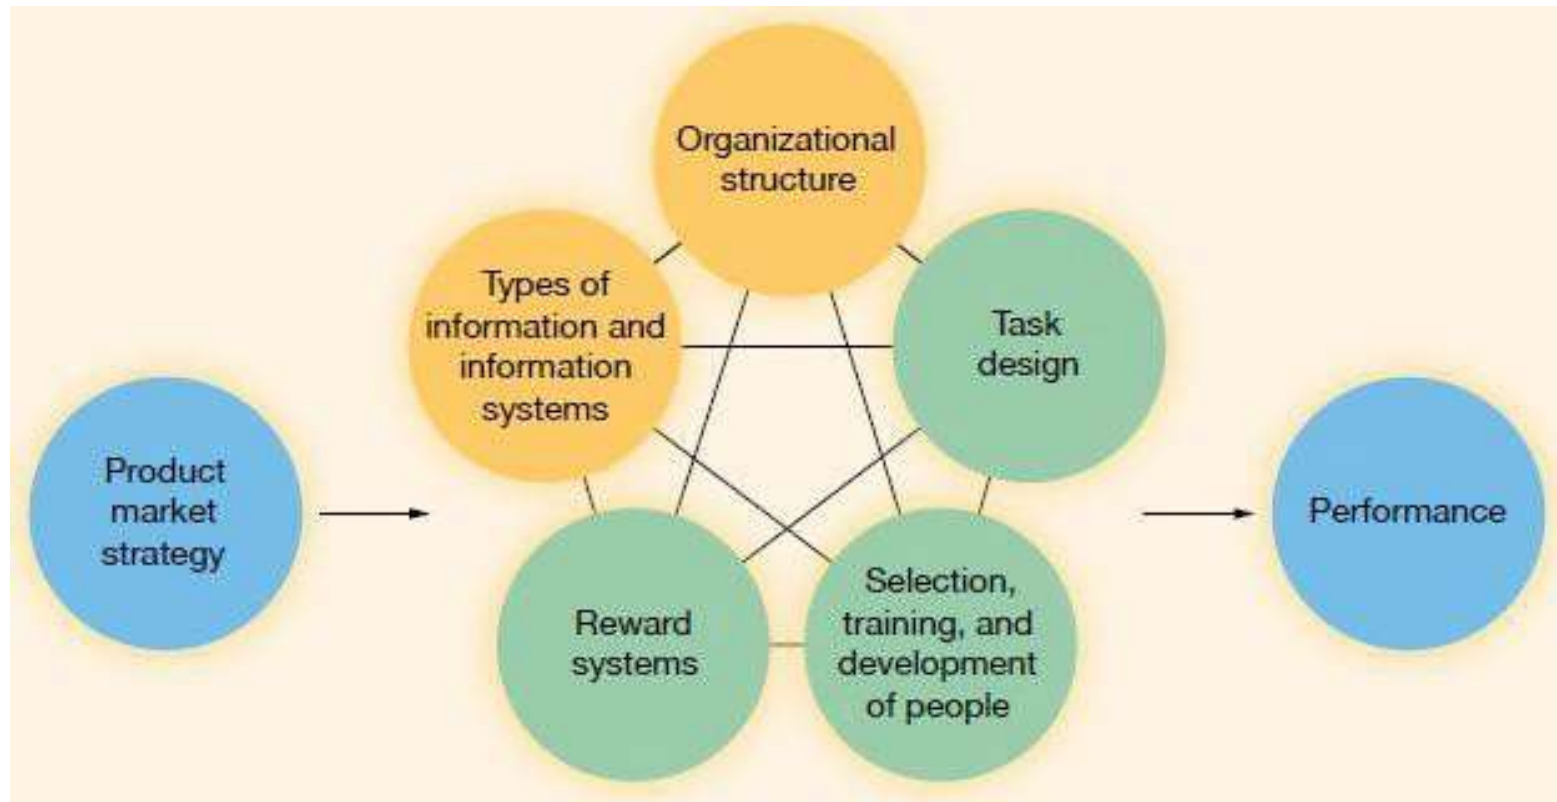 Organizational
structure
Types of
information and
information
systems
Task
design
Product
market
strategy
Performance
Reward
systems
Selection,
training, and
development
of people